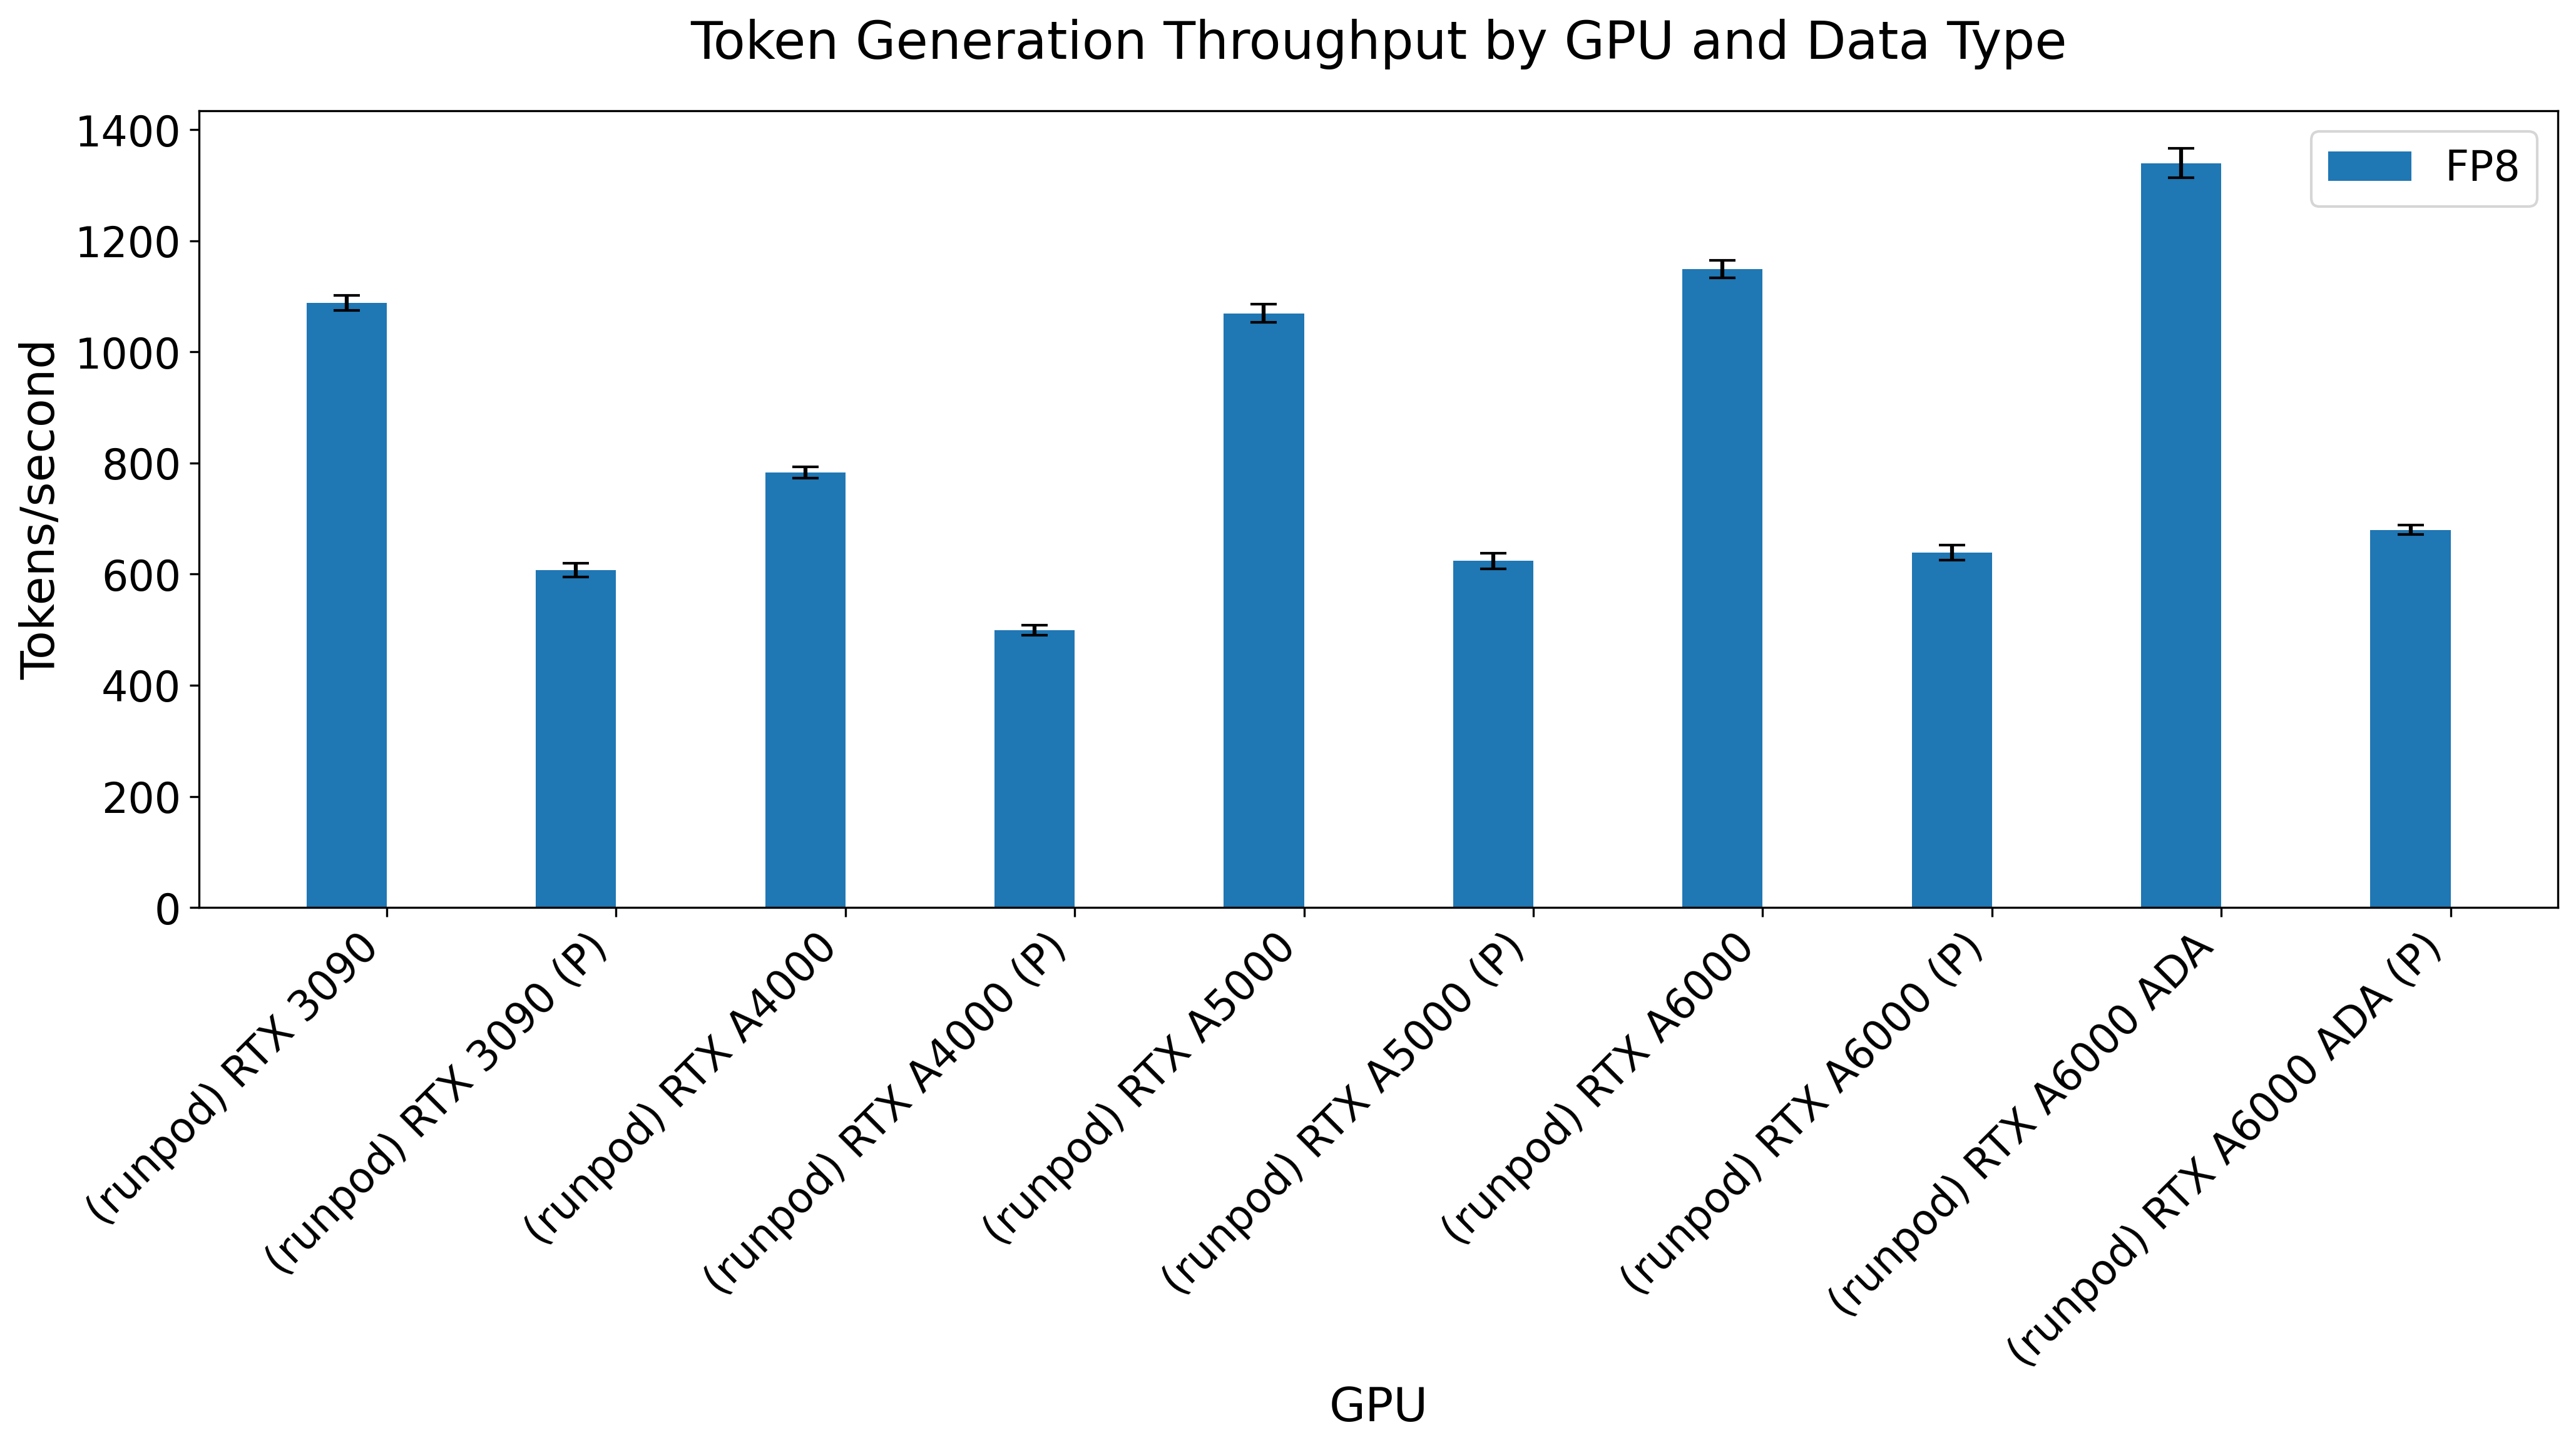 Token Generation Throughput by GPU and Data Type
Tokens/second
1400
1200
1000
800
600
400
200
0
FP8
(runpod) RTX 3090
(runpod) RTX 3090 (P)
(runpod) RTX A4000
(runpod) RTX A4000 (P)
(runpod) RTX A5000
(runpod) RTX A5000 (P)
(runpod) RTX A6000
(runpod) RTX A6000 (P)
(runpod) RTX A6000 ADA
(runpod) RTX A6000 ADA (P)
GPU